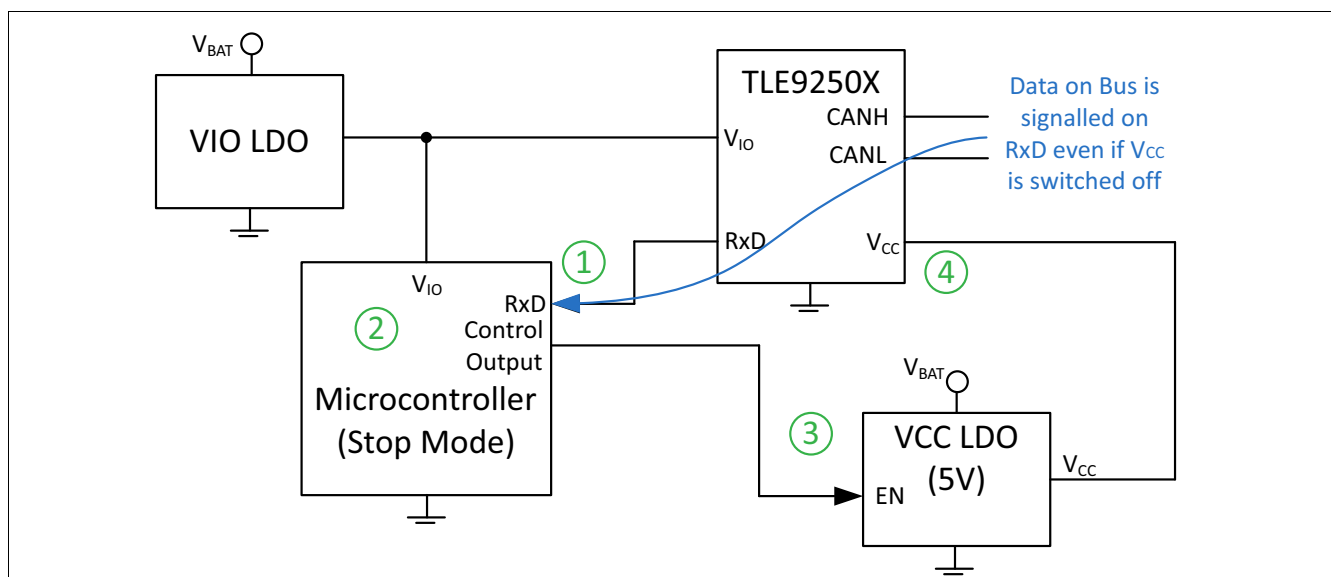 VBAT
VIO LDO
TLE9250X
CANH
CANL
VIO
RxD
VCC
Data on Bus is
signalled on
RxD even if VCC
is switched off
1
4
VIO
RxD
2
Control
Output
Microcontroller
(Stop Mode)
3
VBAT
VCC LDO
(5V)
VCC
EN